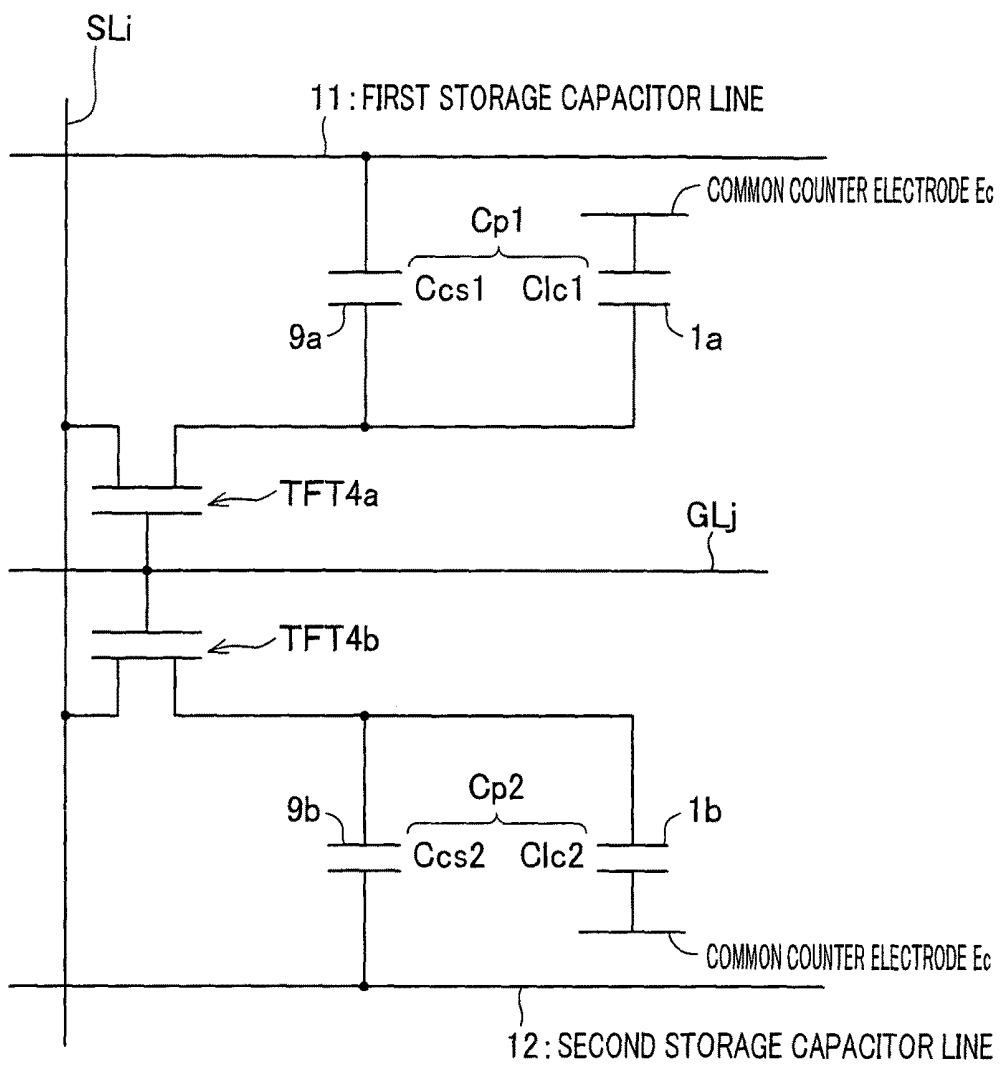 SLi
11: FIRST STORAGE CAPACITOR LINE
COMMON COUNTER ELECTRODE Ec
Cp1
Ccs1 Clc1
9a 1a
TFT4a
GLj
TFT4b
Cp2
9b 1b
Ccs2 Clc2
COMMON COUNTER ELECTRODE Ec
12: SECOND STORAGE CAPACITOR LINE